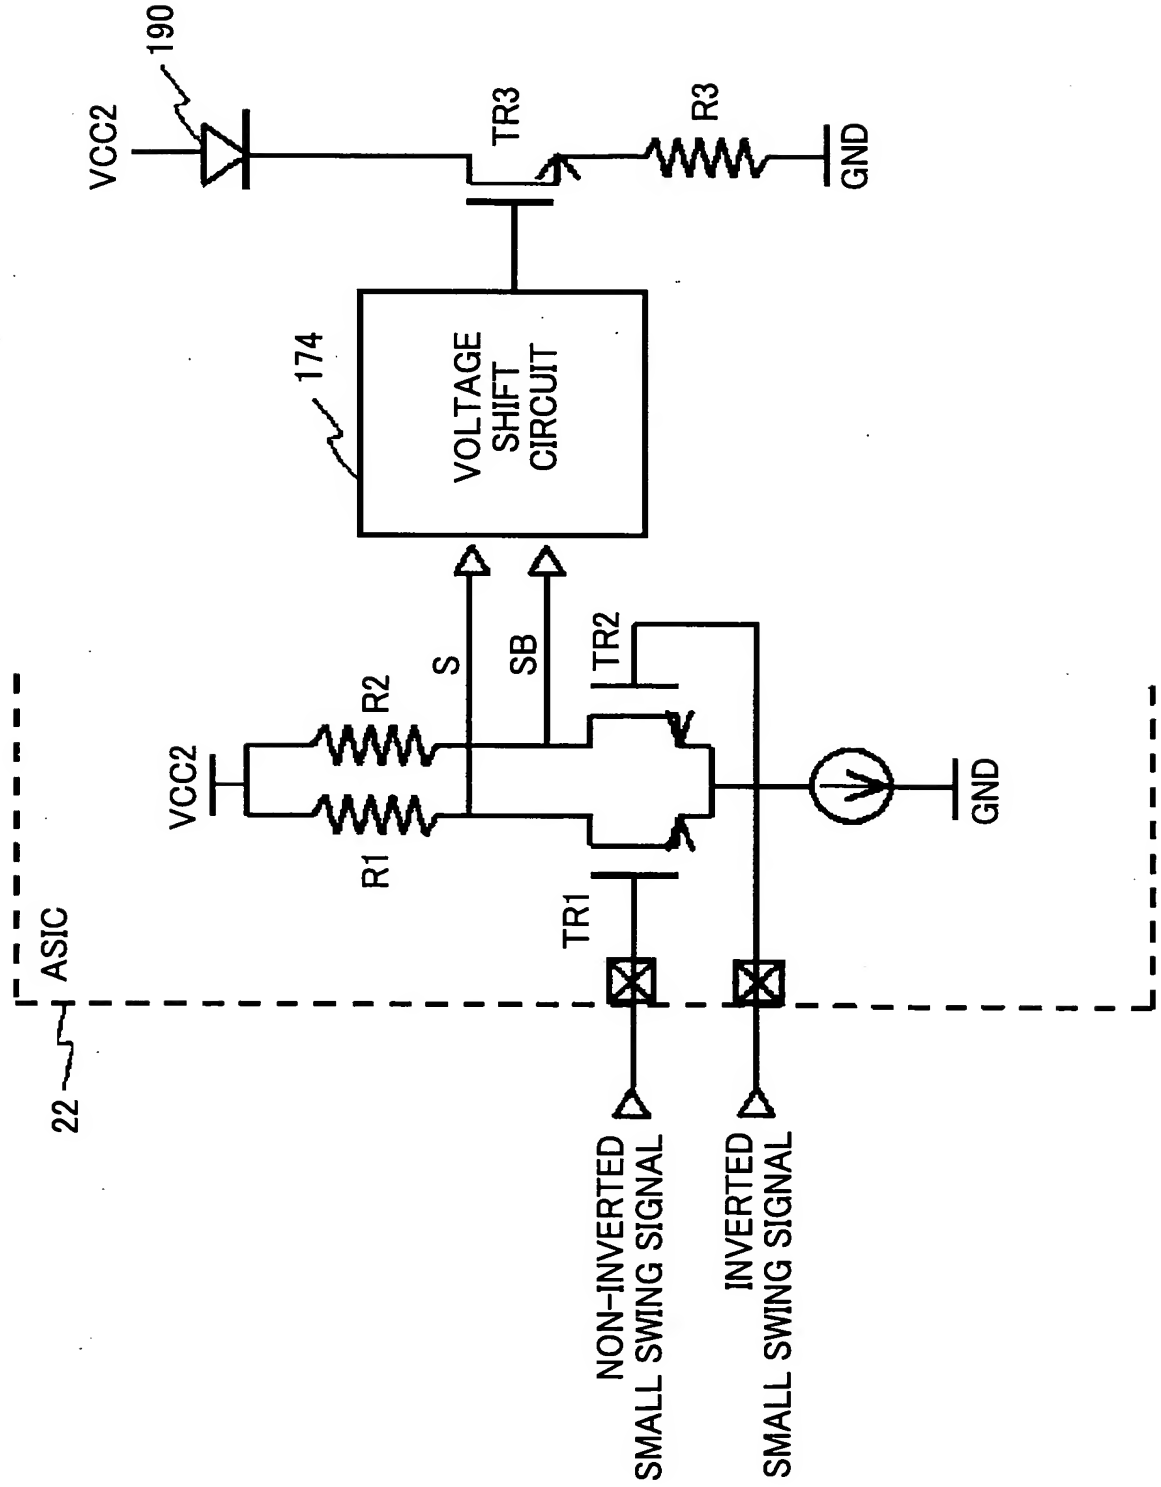 22
ASIC
VCC2
R1
R2
S
SB
TR1
TR2
GND
NON-INVERTED
SMALL SWING SIGNAL
INVERTED
SMALL SWING SIGNAL
174
VOLTAGE
SHIFT
CIRCUIT
VCC2
190
TR3
R3
GND